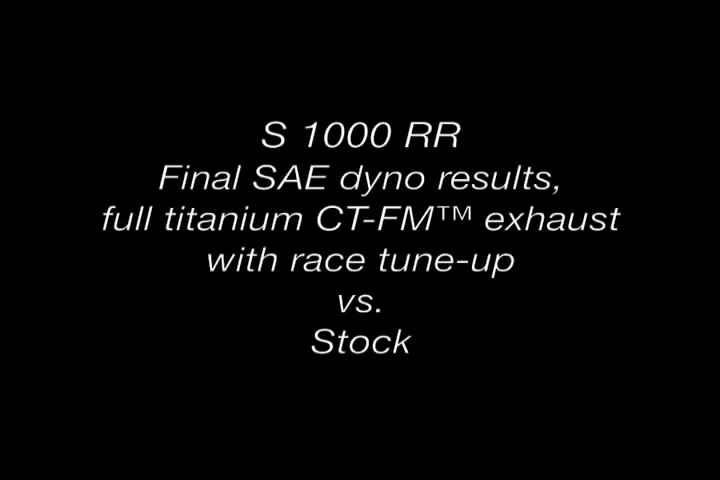 S 1000 RR
Final SAE dyno results,
full titanium CT-FM™ exhaust
with race tune-up
vs.
Stock